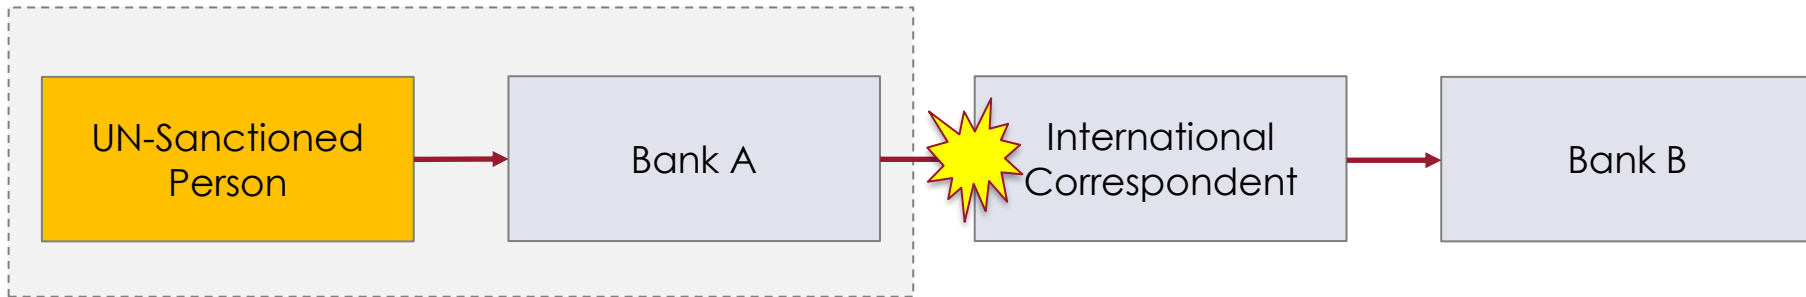 UN-Sanctioned
Person
Bank A
International
Correspondent
Bank B